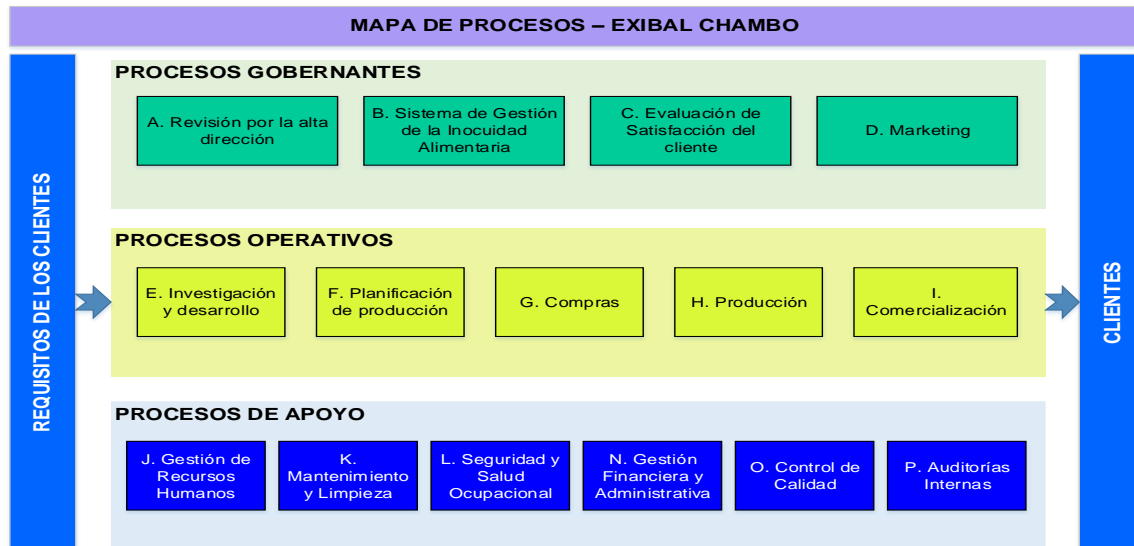 MAPA DE PROCESOS – EXIBAL CHAMBO
REQUISITOS DE LOS CLIENTES
PROCESOS GOBERNANTES
A. Revisión por la alta
dirección
B. Sistema de Gestión
de la Inocuidad
Alimentaria
C. Evaluación de
Satisfacción del
cliente
D. Marketing
PROCESOS OPERATIVOS
E. Investigación
y desarrollo
F. Planificación
de producción
G. Compras
H. Producción
I.
Comercialización
PROCESOS DE APOYO
J. Gestión de
Recursos
Humanos
K.
Mantenimiento
y Limpieza
L. Seguridad y
Salud
Ocupacional
N. Gestión
Financiera y
Administrativa
O. Control de
Calidad
P. Auditorías
Internas
CLIENTES